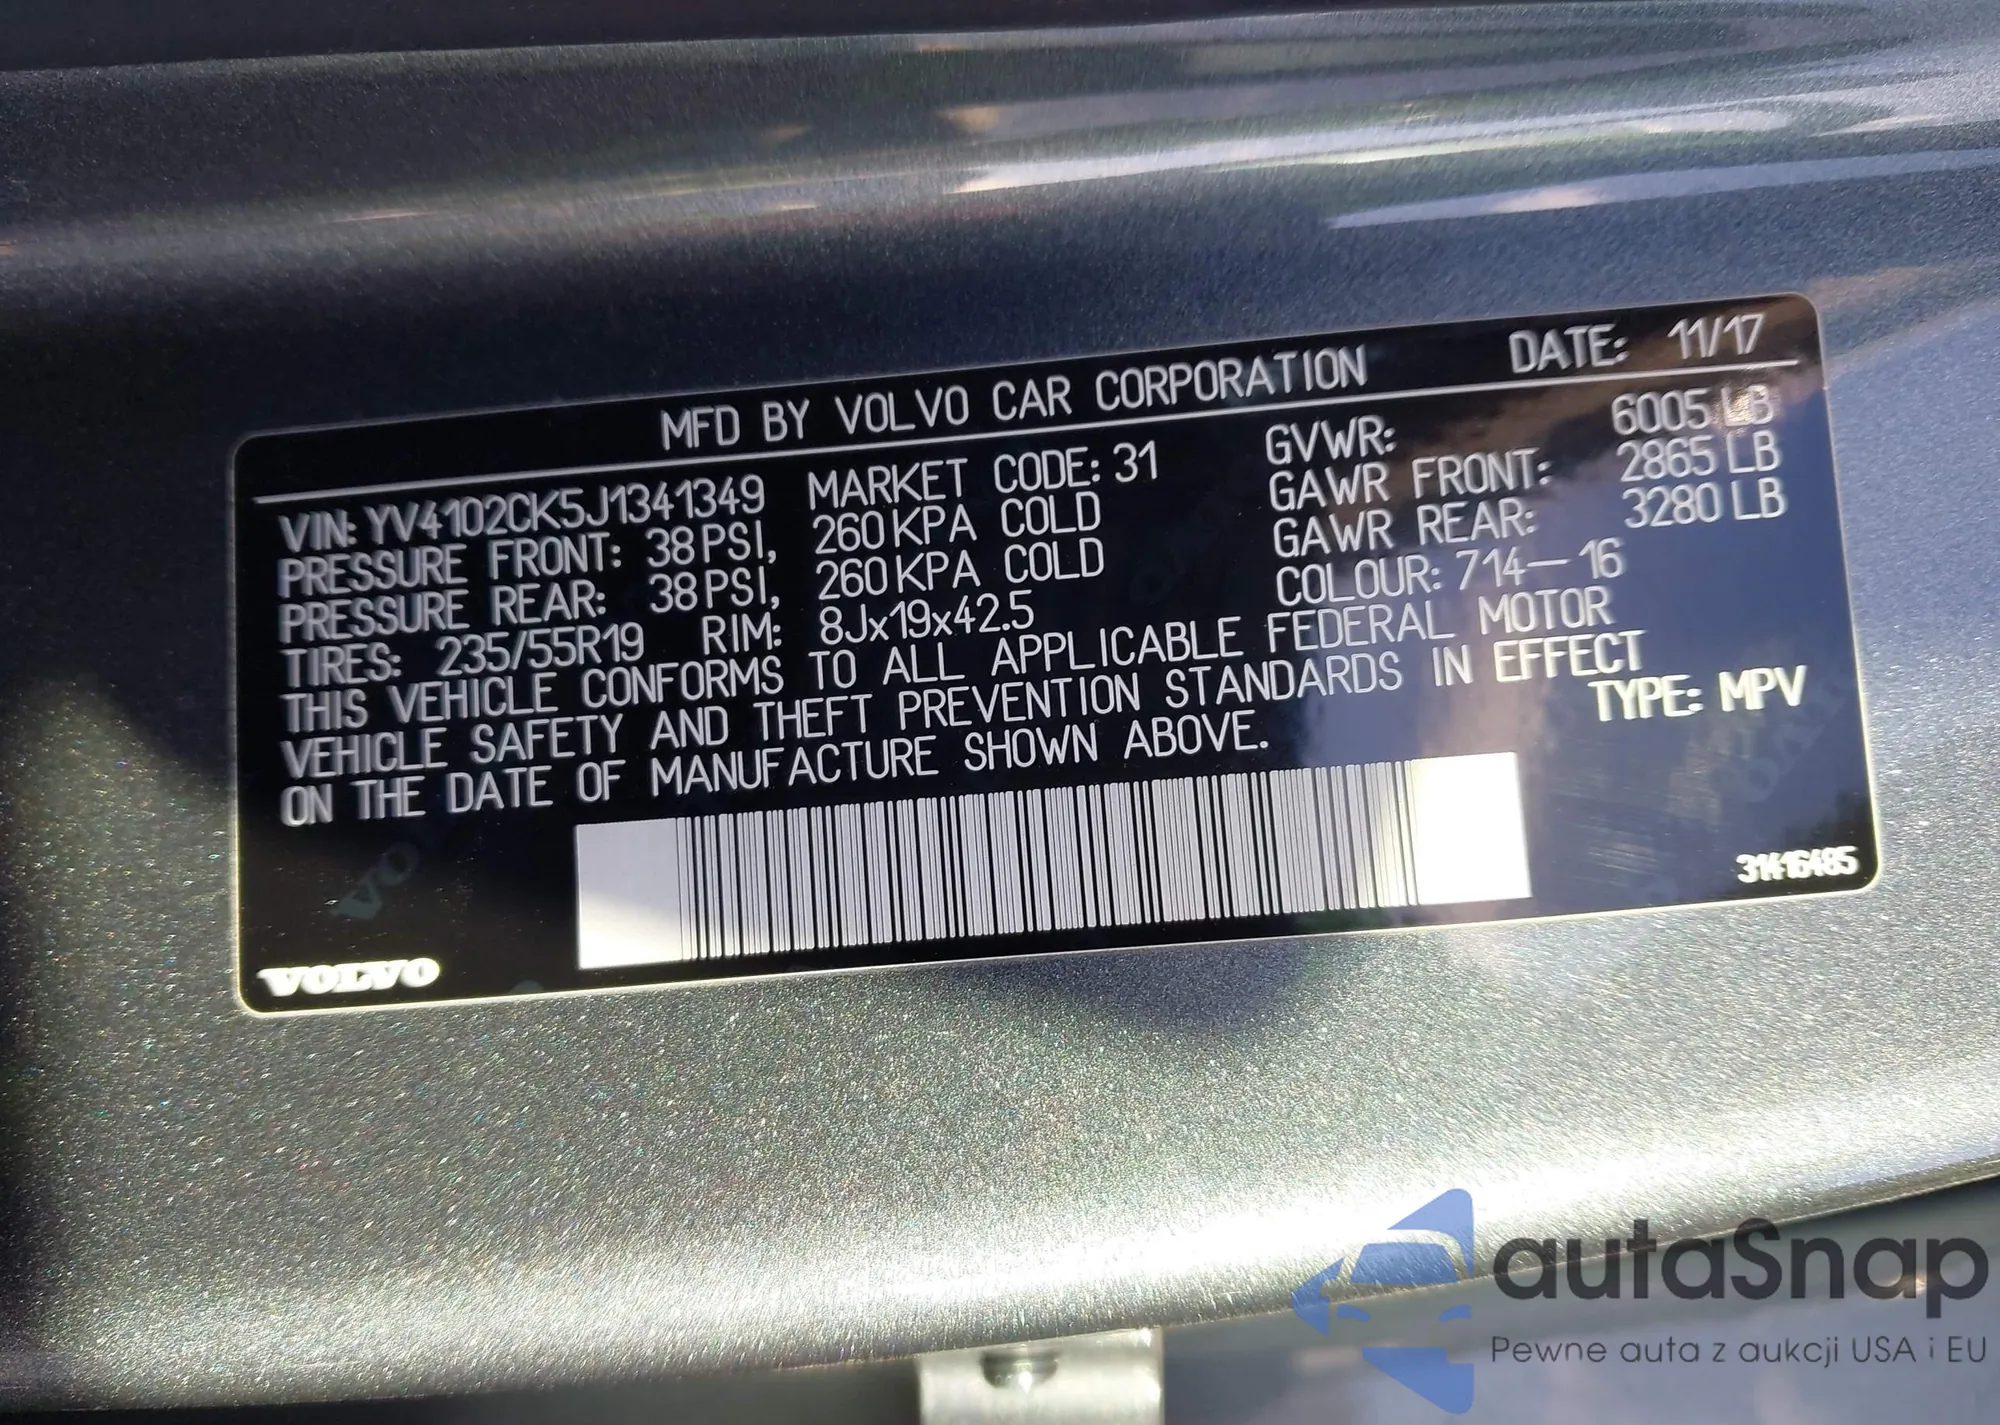 MFD BY VOLVO CAR CORPORATION DATE: 11/17
VIN: YV4102CK5J1341349 MARKET CODE: 31 GVWR: 6005 LB
PRESSURE FRONT: 38 PSI, 260 KPA COLD GAWR FRONT: 2865 LB
PRESSURE REAR: 38 PSI, 260 KPA COLD GAWR REAR: 3280 LB
TIRES: 235/55R19 RIM: 8Jx19x42.5 COLOUR: 714-16
THIS VEHICLE CONFORMS TO ALL APPLICABLE FEDERAL MOTOR
VEHICLE SAFETY AND THEFT PREVENTION STANDARDS IN EFFECT
ON THE DATE OF MANUFACTURE SHOWN ABOVE. TYPE: MPV
31416485
VOLVO
autaSnap
Pewne auta z aukcji USA i EU